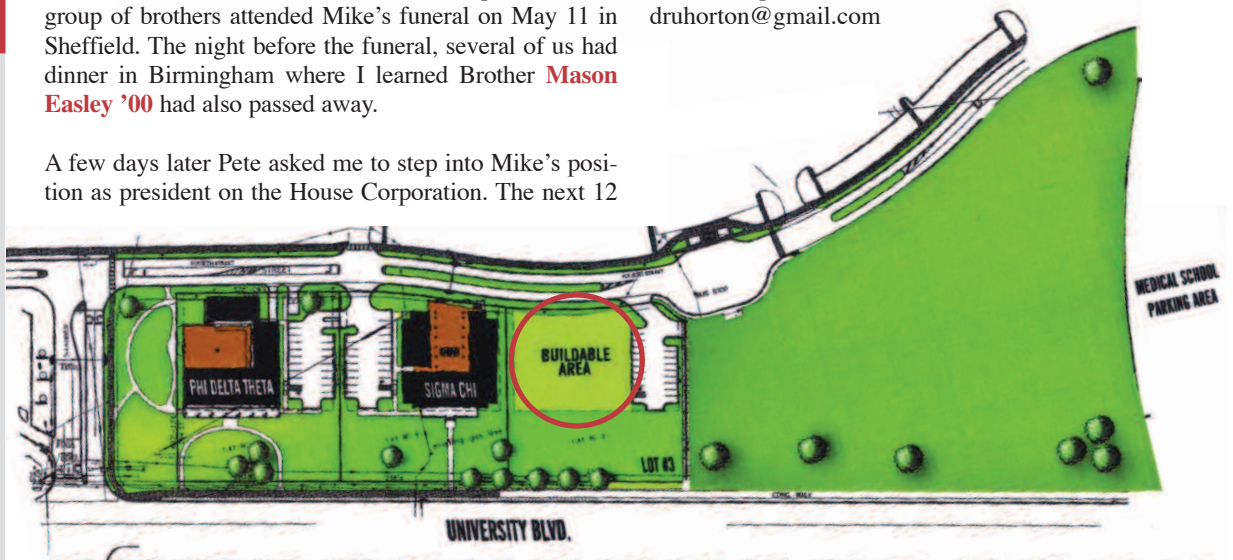 group of brothers attended Mike’s funeral on May 11 in
Sheffield. The night before the funeral, several of us had
dinner in Birmingham where I learned Brother Mason
Easley ’00 had also passed away.
A few days later Pete asked me to step into Mike’s posi-
tion as president on the House Corporation. The next 12
druhorton@gmail.com
MEDICAL SCHOOL
PARKING AREA
BUILDABLE
AREA
PHI DELTA THETA
SIGMA CHI
LOT #3
UNIVERSITY BLVD.